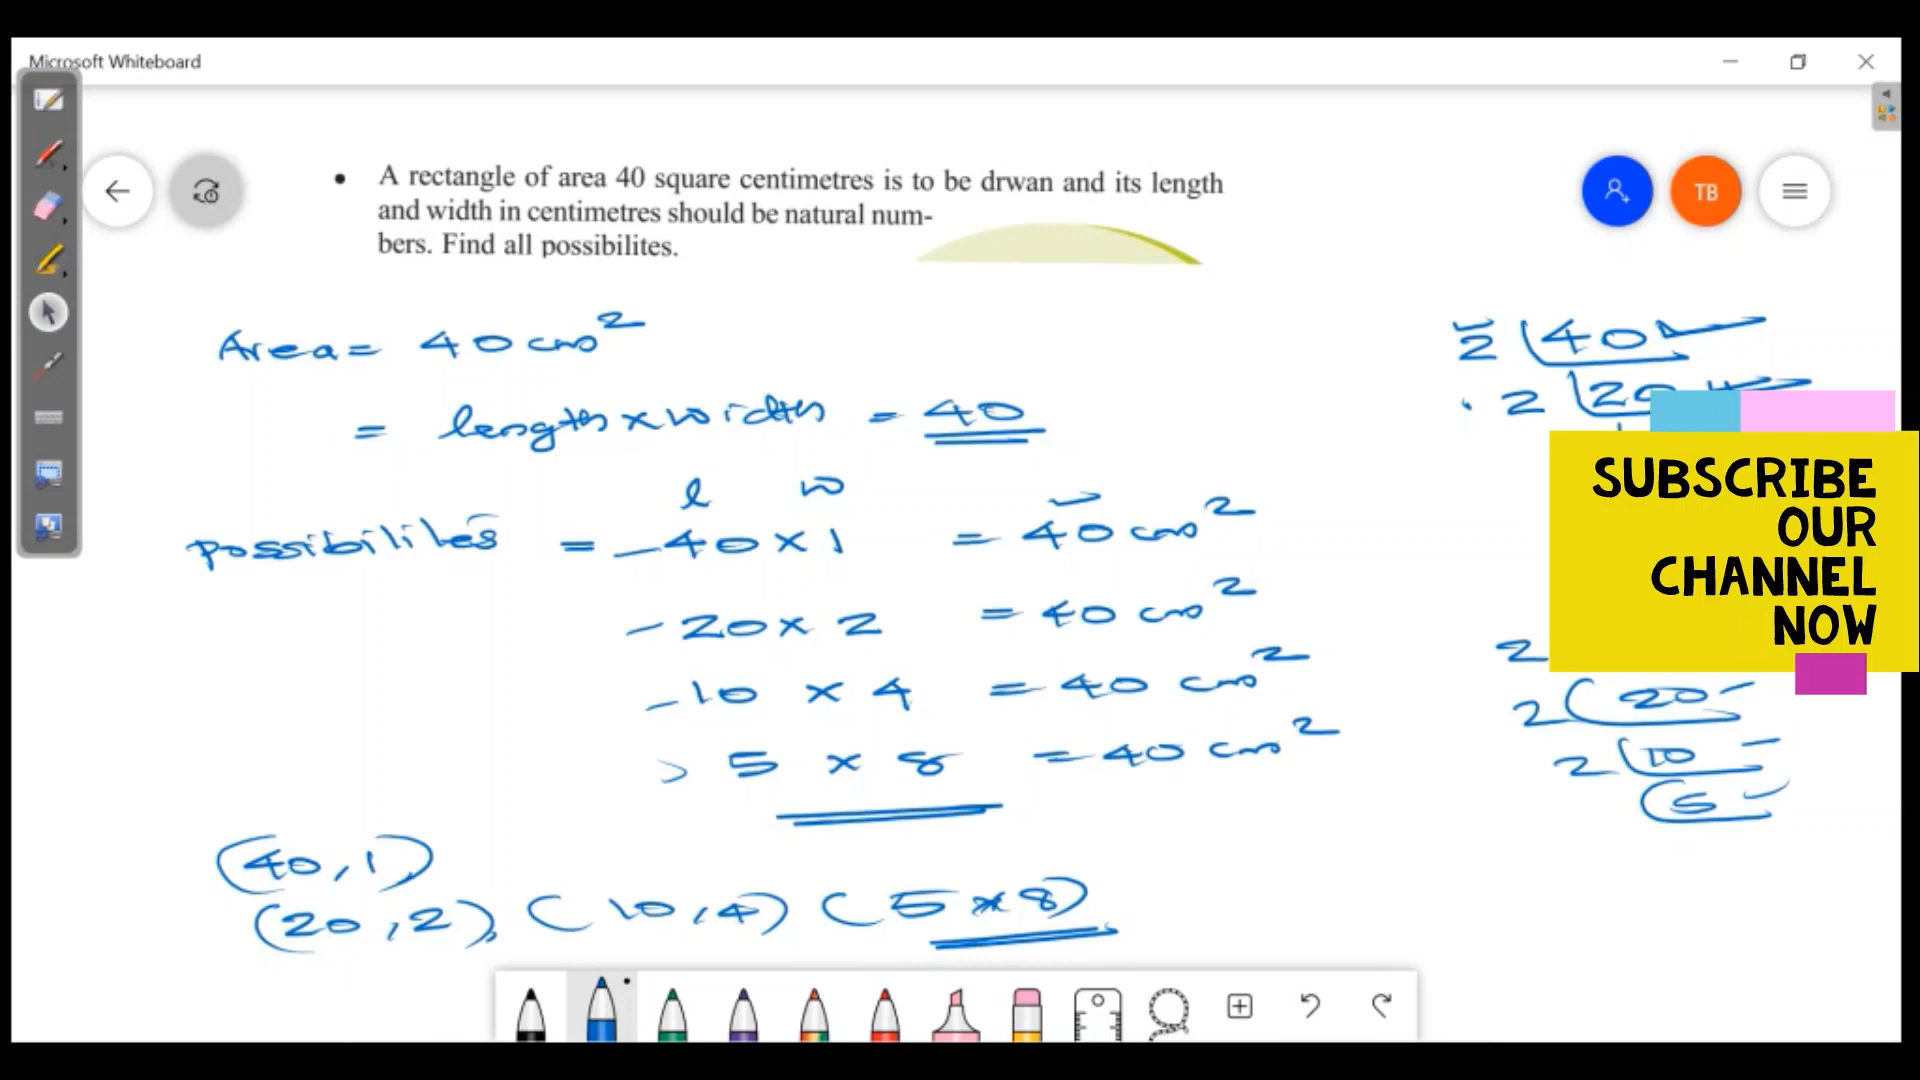 Microsoft Whiteboard
TB
• A rectangle of area 40 square centimetres is to be drwan and its length
and width in centimetres should be natural num-
bers. Find all possibilites.
Area = 40 cm²
= length × width = 40
l w
possibilities = - 40 × 1 = 40 cm²
- 20 × 2 = 40 cm²
- 10 × 4 = 40 cm²
5 × 8 = 40 cm²
(40, 1)
(20, 2), (10, 4) (5 × 8)
2 40
2 20
SUBSCRIBE
OUR
CHANNEL
NOW
2
2 20
2 10
5